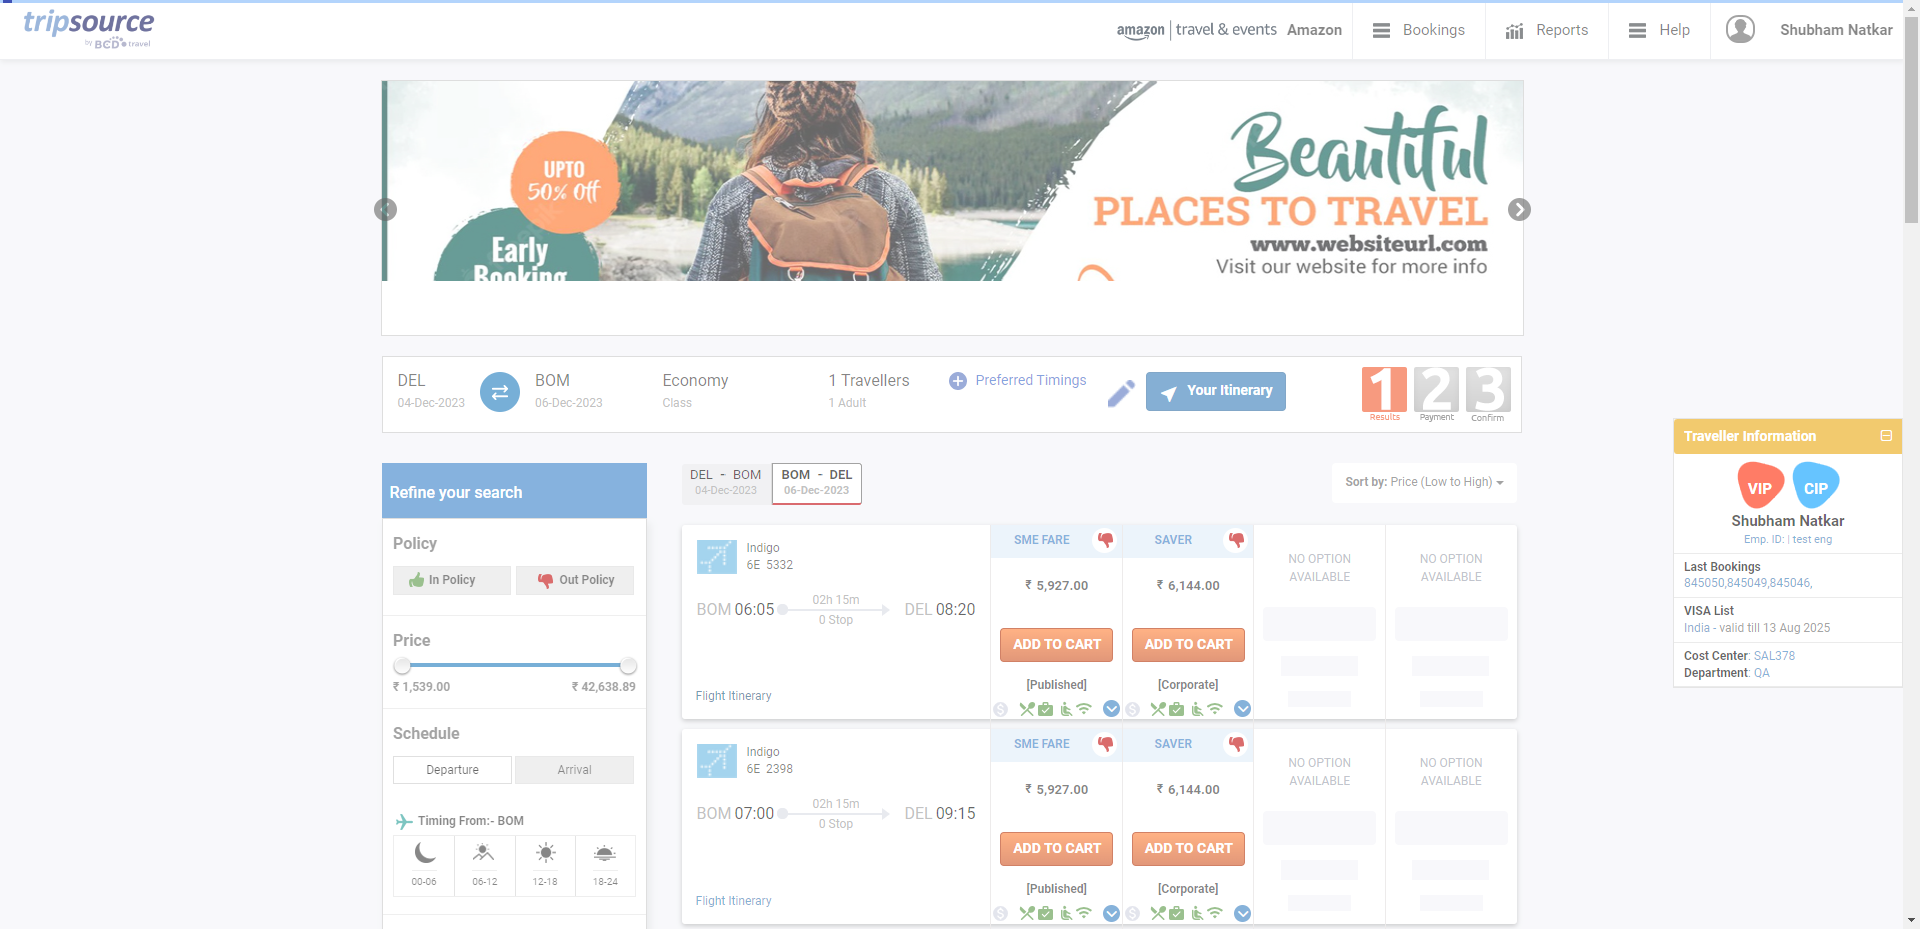 tripsource
by BCD travel
amazon | travel & events Amazon
Bookings
Reports
Help
Shubham Natkar
UPTO
50% Off
Early
Booking
Beautiful
PLACES TO TRAVEL
www.websiteurl.com
Visit our website for more info
DEL
04-Dec-2023
BOM
06-Dec-2023
Economy
Class
1 Travellers
1 Adult
Preferred Timings
Your Itinerary
1 2 3
Results Payment Confirm
Traveller Information
VIP CIP
Shubham Natkar
Emp. ID: | test eng
Last Bookings
845050,845049,845046,
VISA List
India - valid till 13 Aug 2025
Cost Center: SAL378
Department: QA
Refine your search
Policy
In Policy
Out Policy
Price
₹ 1,539.00
₹ 42,638.89
Schedule
Departure
Arrival
Timing From:- BOM
00-06
06-12
12-18
18-24
DEL - BOM
04-Dec-2023
BOM - DEL
06-Dec-2023
Sort by: Price (Low to High)
Indigo
6E 5332
BOM 06:05
02h 15m
0 Stop
DEL 08:20
Flight Itinerary
SME FARE
₹ 5,927.00
ADD TO CART
[Published]
SAVER
₹ 6,144.00
ADD TO CART
[Corporate]
NO OPTION
AVAILABLE
NO OPTION
AVAILABLE
Indigo
6E 2398
BOM 07:00
02h 15m
0 Stop
DEL 09:15
Flight Itinerary
SME FARE
₹ 5,927.00
ADD TO CART
[Published]
SAVER
₹ 6,144.00
ADD TO CART
[Corporate]
NO OPTION
AVAILABLE
NO OPTION
AVAILABLE